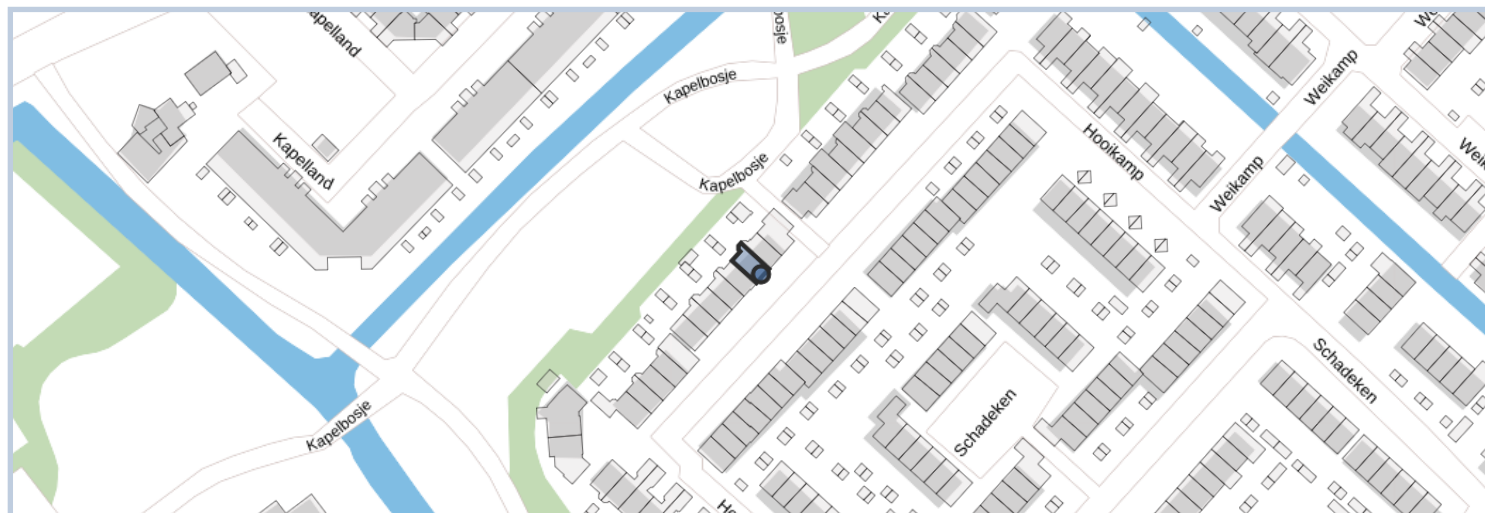 Kapelland
Kapelbosje
Weikamp
Hooikamp
Kapelland
Kapelbosje
Weikamp
Schadeken
Schadeken
Kapelbosje